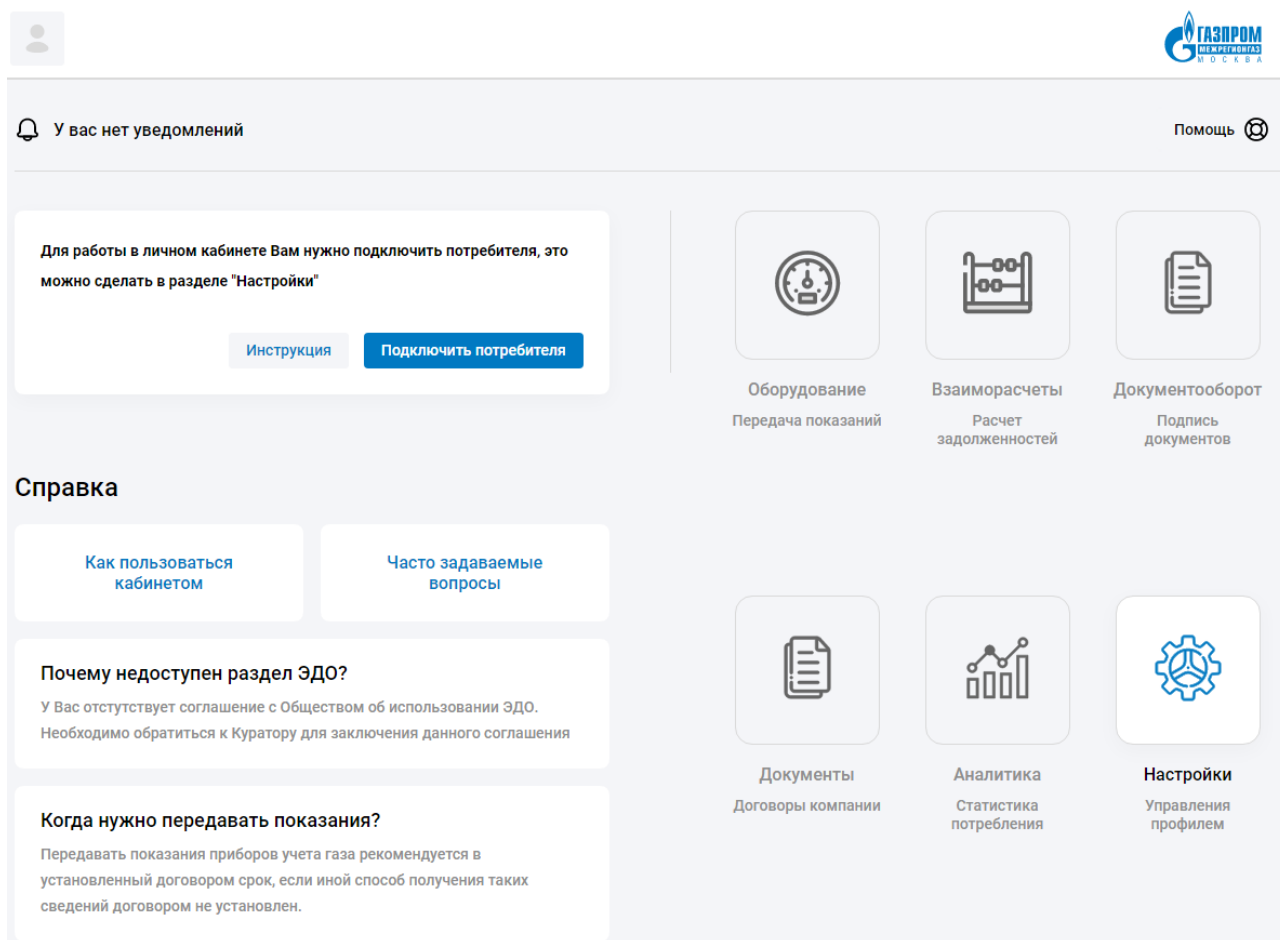 ГАЗПРОМ
МЕЖРЕГИОНГАЗ
МОСКВА
У вас нет уведомлений
Помощь
Для работы в личном кабинете Вам нужно подключить потребителя, это
можно сделать в разделе "Настройки"
Инструкция
Подключить потребителя
Оборудование
Передача показаний
Взаиморасчеты
Расчет
задолженностей
Документооборот
Подпись
документов
Справка
Как пользоваться
кабинетом
Часто задаваемые
вопросы
Почему недоступен раздел ЭДО?
У Вас отстутствует соглашение с Обществом об использовании ЭДО.
Необходимо обратиться к Куратору для заключения данного соглашения
Когда нужно передавать показания?
Передавать показания приборов учета газа рекомендуется в
установленный договором срок, если иной способ получения таких
сведений договором не установлен.
Документы
Договоры компании
Аналитика
Статистика
потребления
Настройки
Управления
профилем